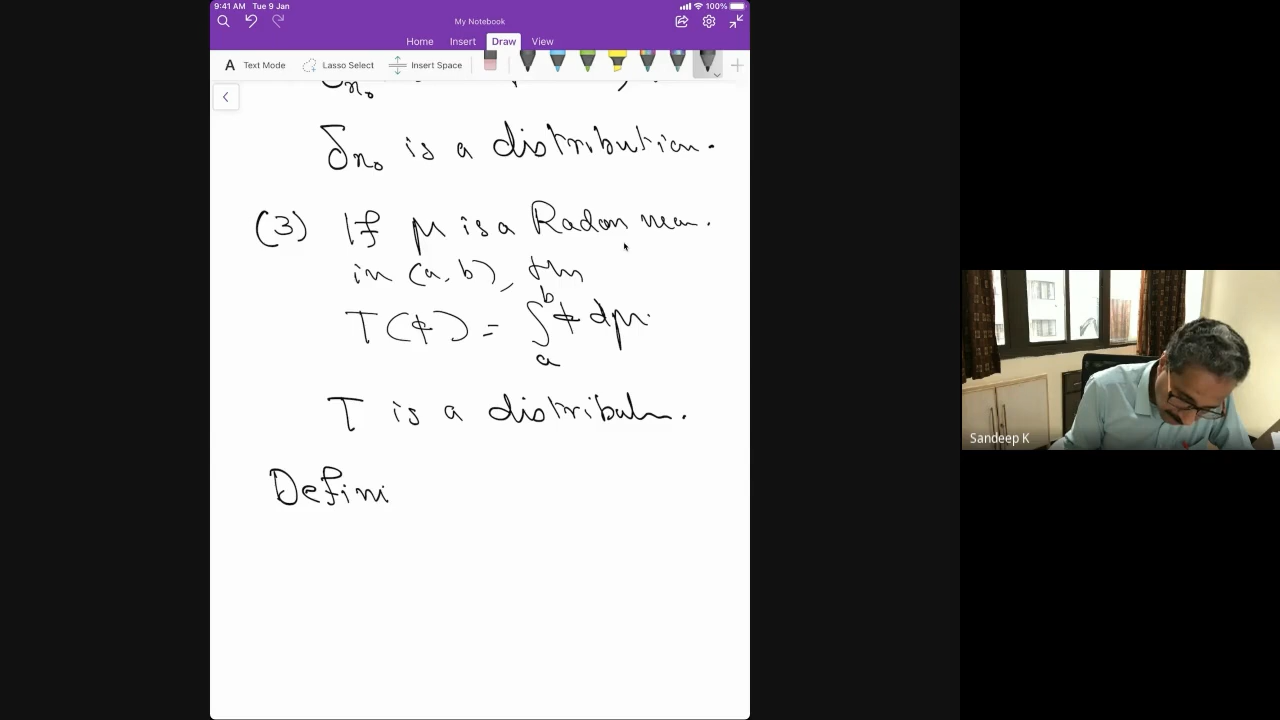 9:41 AM Tue 9 Jan
100%
My Notebook
Home Insert Draw View
A Text Mode Lasso Select Insert Space
δx₀ is a distribution.
(3) If μ is a Radon mea.
in (a, b), thn
T(φ) = ∫ₐᵇ φ dμ.
T is a distribution.
Defini
Sandeep K